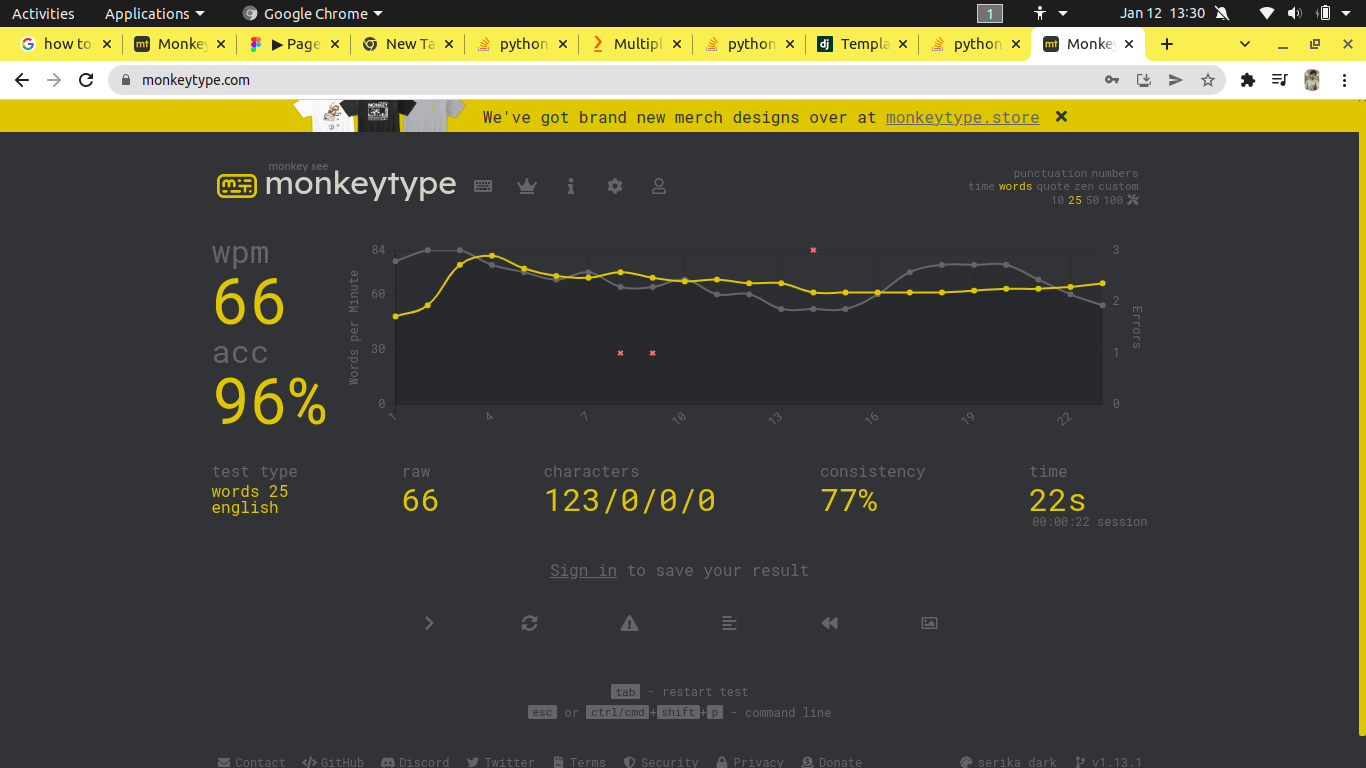 Activities Applications Google Chrome 1 Jan 12 13:30
how to Monkey ▶ Page New Ta python Multipl python Templa python Monkey
monkeytype.com
We've got brand new merch designs over at monkeytype.store
monkey see
monkeytype
punctuation numbers
time words quote zen custom
10 25 50 100
wpm
66
acc
96%
Words per Minute
84
60
30
0
1 4 7 10 13 16 19 22
3
2
1
0
Errors
test type
words 25
english
raw
66
characters
123/0/0/0
consistency
77%
time
22s
00:00:22 session
Sign in to save your result
tab - restart test
esc or ctrl/cmd+shift+p - command line
Contact GitHub Discord Twitter Terms Security Privacy Donate serika dark v1.13.1